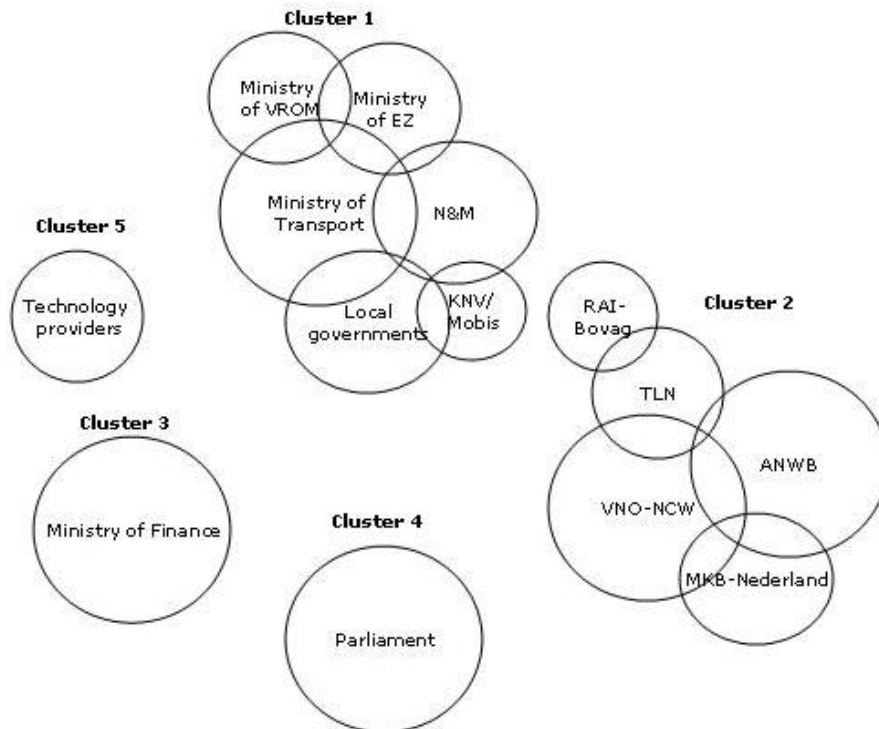 Cluster 1
Ministry
of VROM
Ministry
of EZ
Ministry of
Transport
N&M
Local
governments
KNV/
Mobis
Cluster 5
Technology
providers
RAI-
Bovag
Cluster 2
TLN
ANWB
VNO-NCW
MKB-Nederland
Cluster 3
Ministry of Finance
Cluster 4
Parliament